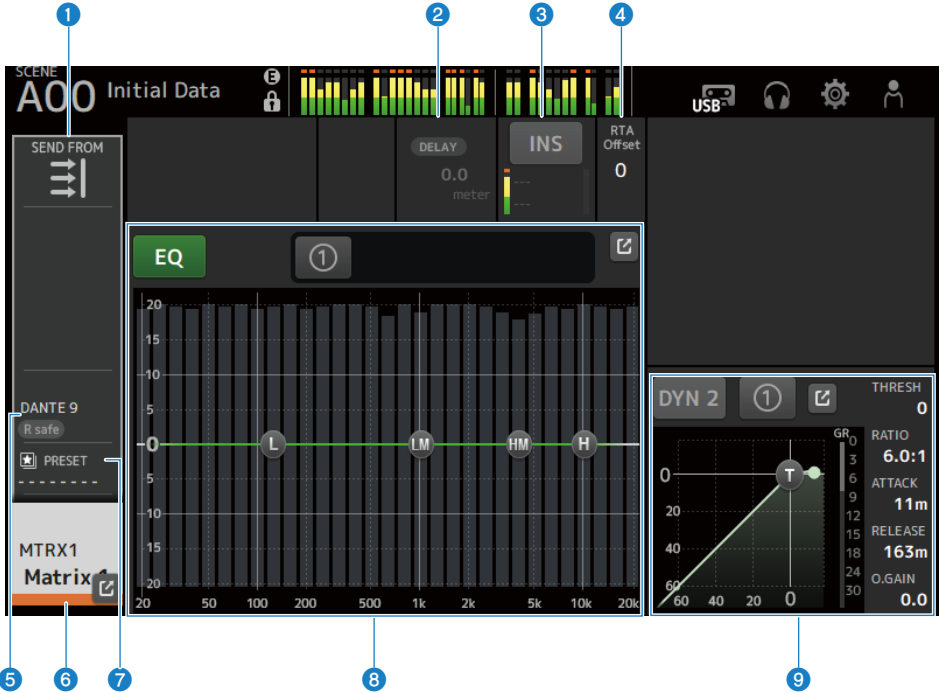 1 2 3 4
SCENE
A00 Initial Data
E
USB
SEND FROM
DELAY
0.0
meter
INS
---
---
RTA
Offset
0
EQ
1
20
15
10
5
0
5
10
15
20
L LM HM H
20 50 100 200 500 1k 2k 5k 10k 20k
DANTE 9
R safe
PRESET
--------
MTRX1
Matrix
DYN 2
1
THRESH
0
RATIO
6.0:1
ATTACK
11m
RELEASE
163m
O.GAIN
0.0
GR
0
3
6
9
12
15
18
24
30
T
0
20
40
60
60 40 20 0
5 6 7 8 9